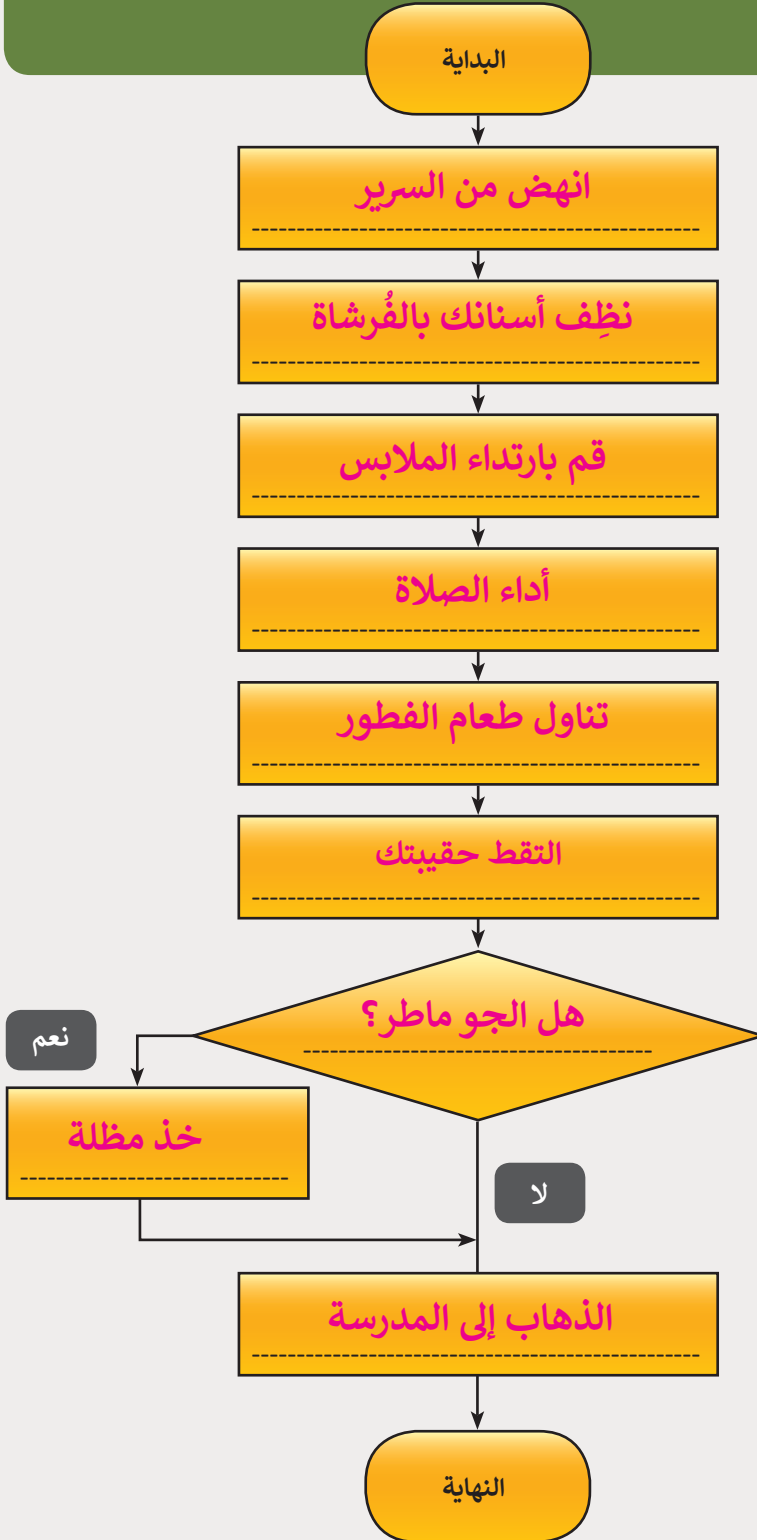 البداية
انهض من السرير
نظِف أسنانك بالفُرشاة
قم بارتداء الملابس
أداء الصلاة
تناول طعام الفطور
التقط حقيبتك
هل الجو ماطر؟
نعم
خذ مظلة
لا
الذهاب إلى المدرسة
النهاية